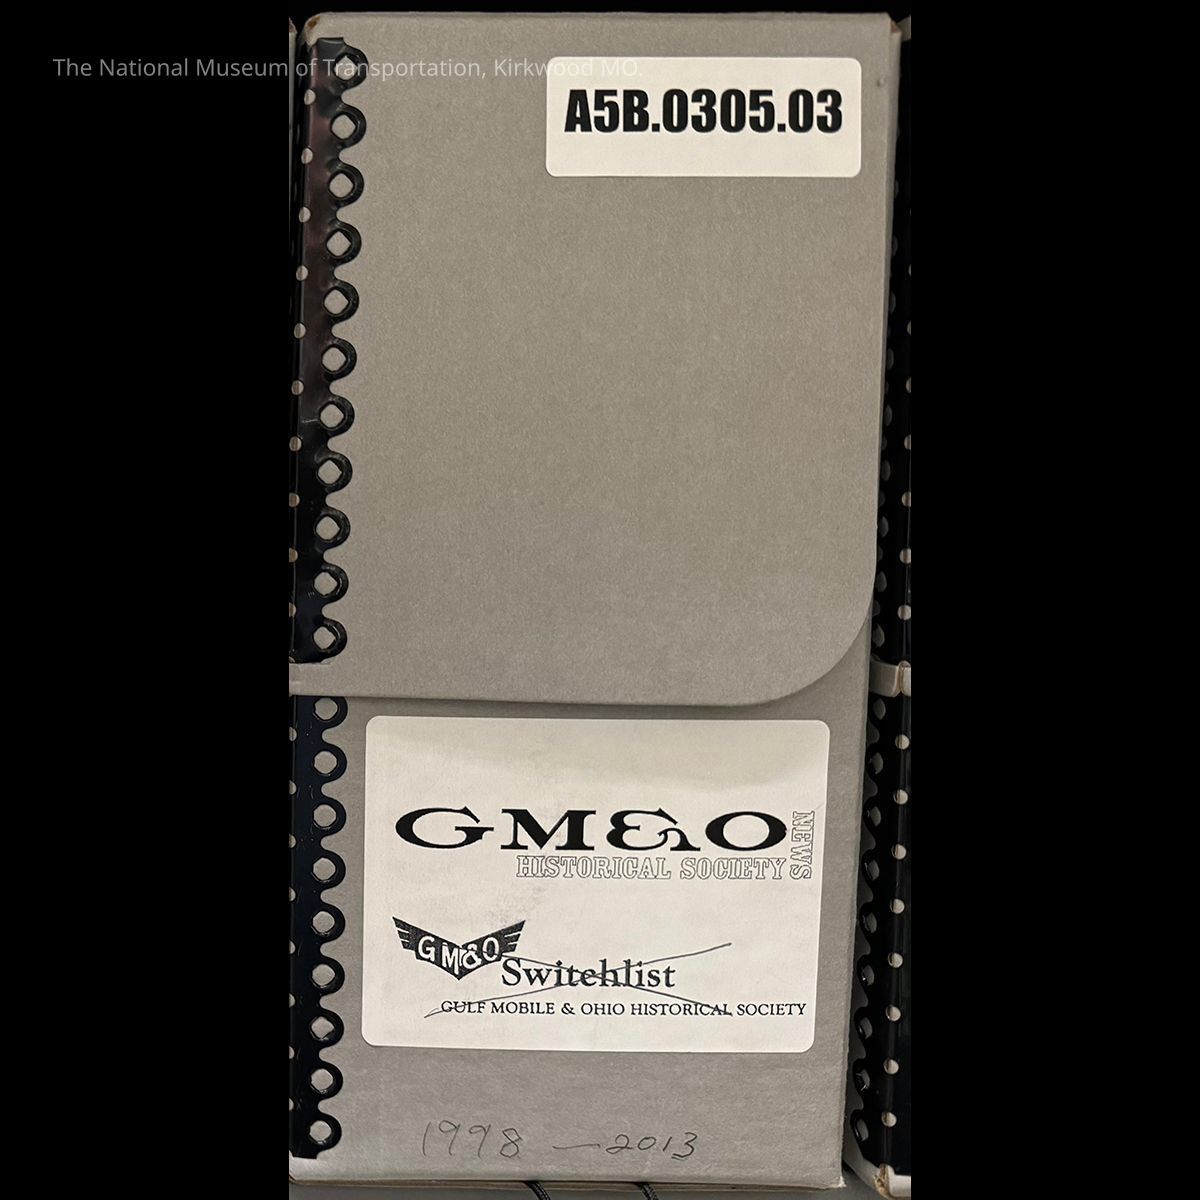 The National Museum of Transportation, Kirkwood MO.
A5B.0305.03
GM&O
HISTORICAL SOCIETY
NEWS
GM&O
Switchlist
GULF MOBILE & OHIO HISTORICAL SOCIETY
1998 — 2013